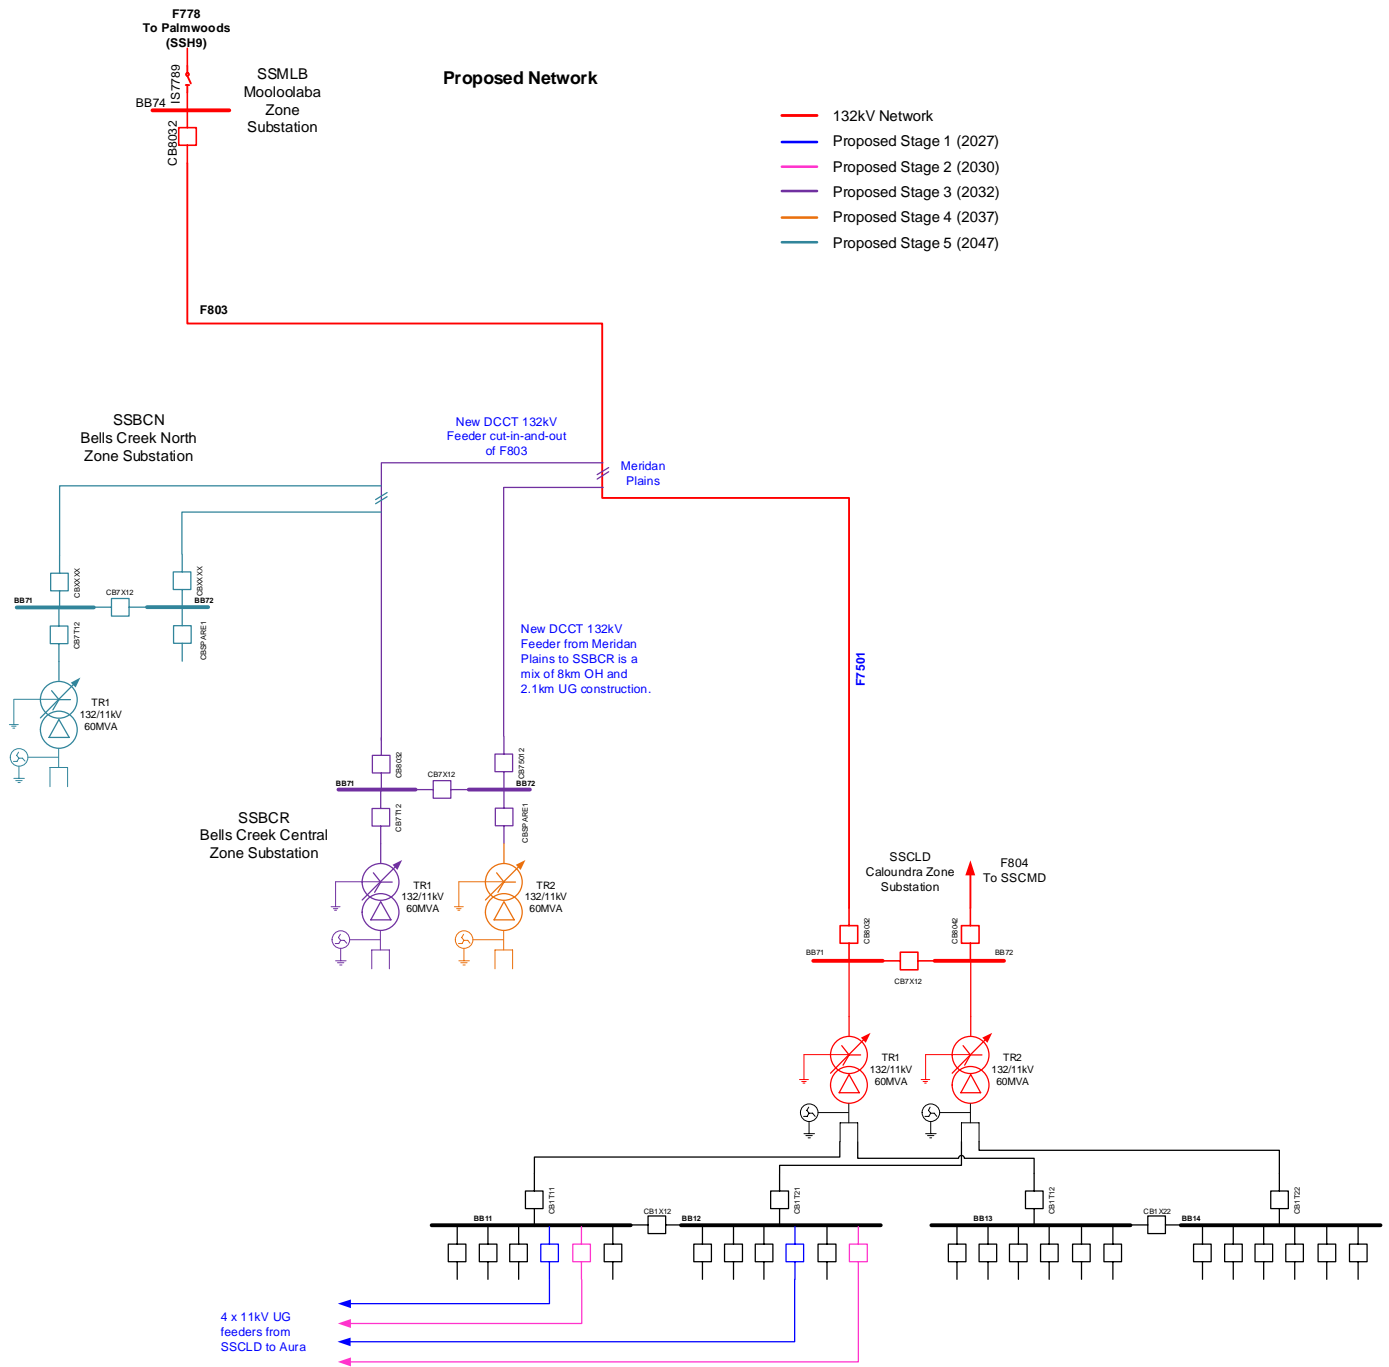 F778
To Palmwoods
(SSH9)
IS7789
SSMLB
Mooloolaba
Zone
Substation
BB74
CB8032
Proposed Network
132kV Network
Proposed Stage 1 (2027)
Proposed Stage 2 (2030)
Proposed Stage 3 (2032)
Proposed Stage 4 (2037)
Proposed Stage 5 (2047)
F803
SSBCN
Bells Creek North
Zone Substation
New DCCT 132kV
Feeder cut-in-and-out
of F803
Meridan
Plains
CBXXXX
CBXXXX
BB71
CB7X12
BB72
CB7T12
CBSPARE1
TR1
132/11kV
60MVA
New DCCT 132kV
Feeder from Meridan
Plains to SSBCR is a
mix of 8km OH and
2.1km UG construction.
F7501
CB8032
CB75012
BB71
CB7X12
BB72
CB7T12
CBSPARE1
SSBCR
Bells Creek Central
Zone Substation
TR1
132/11kV
60MVA
TR2
132/11kV
60MVA
SSCLD
Caloundra Zone
Substation
F804
To SSCMD
CB8032
CB8042
BB71
CB7X12
BB72
TR1
132/11kV
60MVA
TR2
132/11kV
60MVA
CB1T11
CB1T21
CB1T12
CB1T22
BB11
CB1X12
BB12
BB13
CB1X22
BB14
4 x 11kV UG
feeders from
SSCLD to Aura